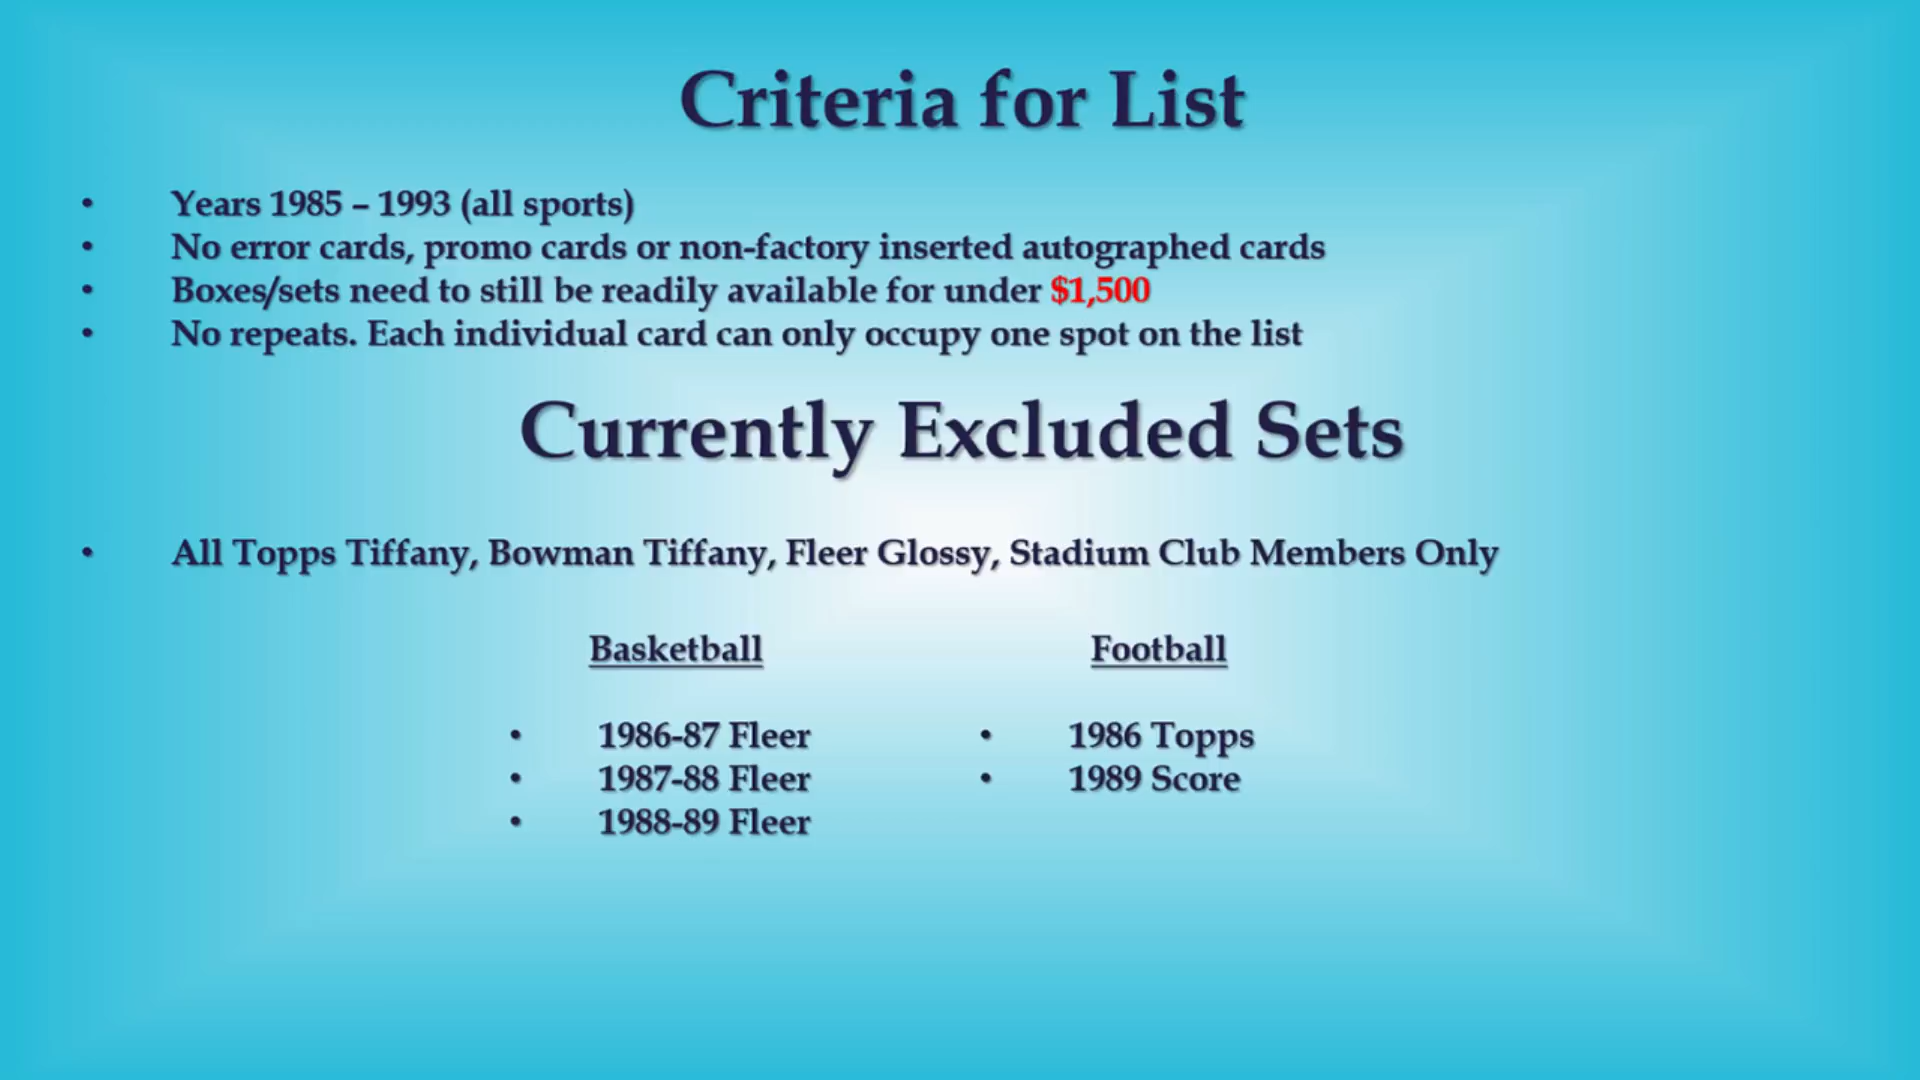 Criteria for List
• Years 1985 – 1993 (all sports)
• No error cards, promo cards or non-factory inserted autographed cards
• Boxes/sets need to still be readily available for under $1,500
• No repeats. Each individual card can only occupy one spot on the list
Currently Excluded Sets
• All Topps Tiffany, Bowman Tiffany, Fleer Glossy, Stadium Club Members Only
Basketball
• 1986-87 Fleer
• 1987-88 Fleer
• 1988-89 Fleer
Football
• 1986 Topps
• 1989 Score